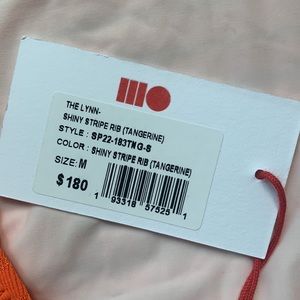 THE LYNN-
SHINY STRIPE RIB (TANGERINE)
STYLE : SP22-183TNG-S
COLOR : SHINY STRIPE RIB (TANGERINE)
SIZE: M
$180
1 93318 57525 1